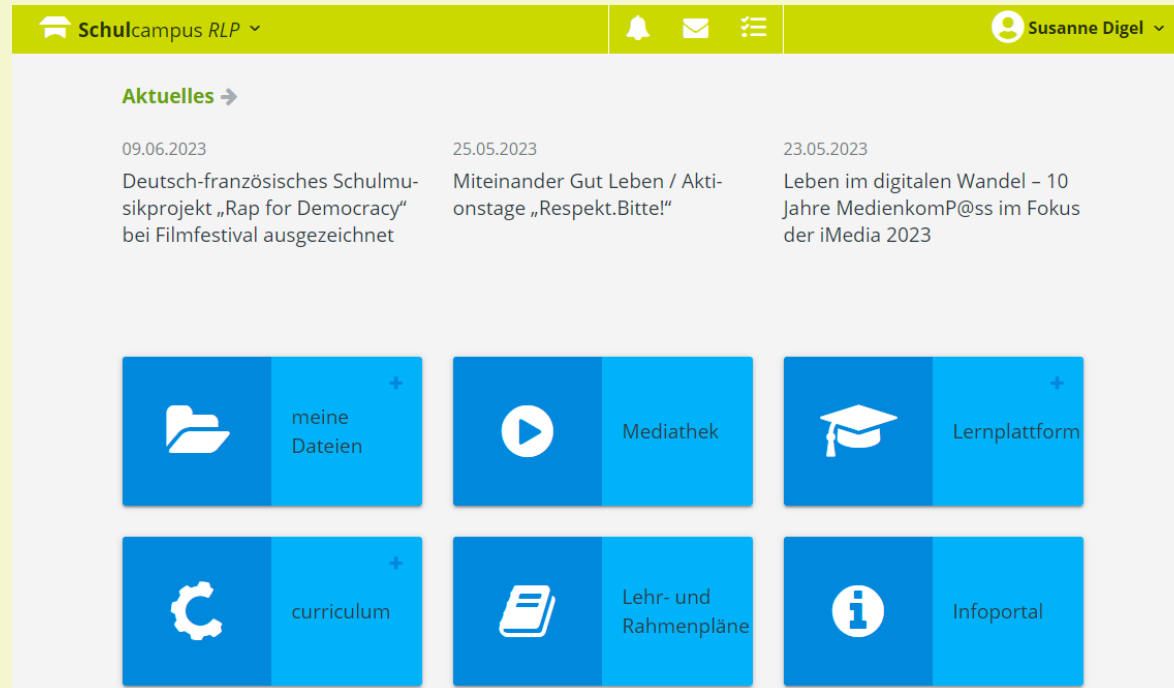 Schulcampus RLP
Susanne Digel
Aktuelles
09.06.2023
Deutsch-französisches Schulmu-
sikprojekt „Rap for Democracy“
bei Filmfestival ausgezeichnet
25.05.2023
Miteinander Gut Leben / Akti-
onstage „Respekt.Bitte!“
23.05.2023
Leben im digitalen Wandel – 10
Jahre MedienkomP@ss im Fokus
der iMedia 2023
meine
Dateien
Mediathek
Lernplattform
curriculum
Lehr- und
Rahmenpläne
Infoportal